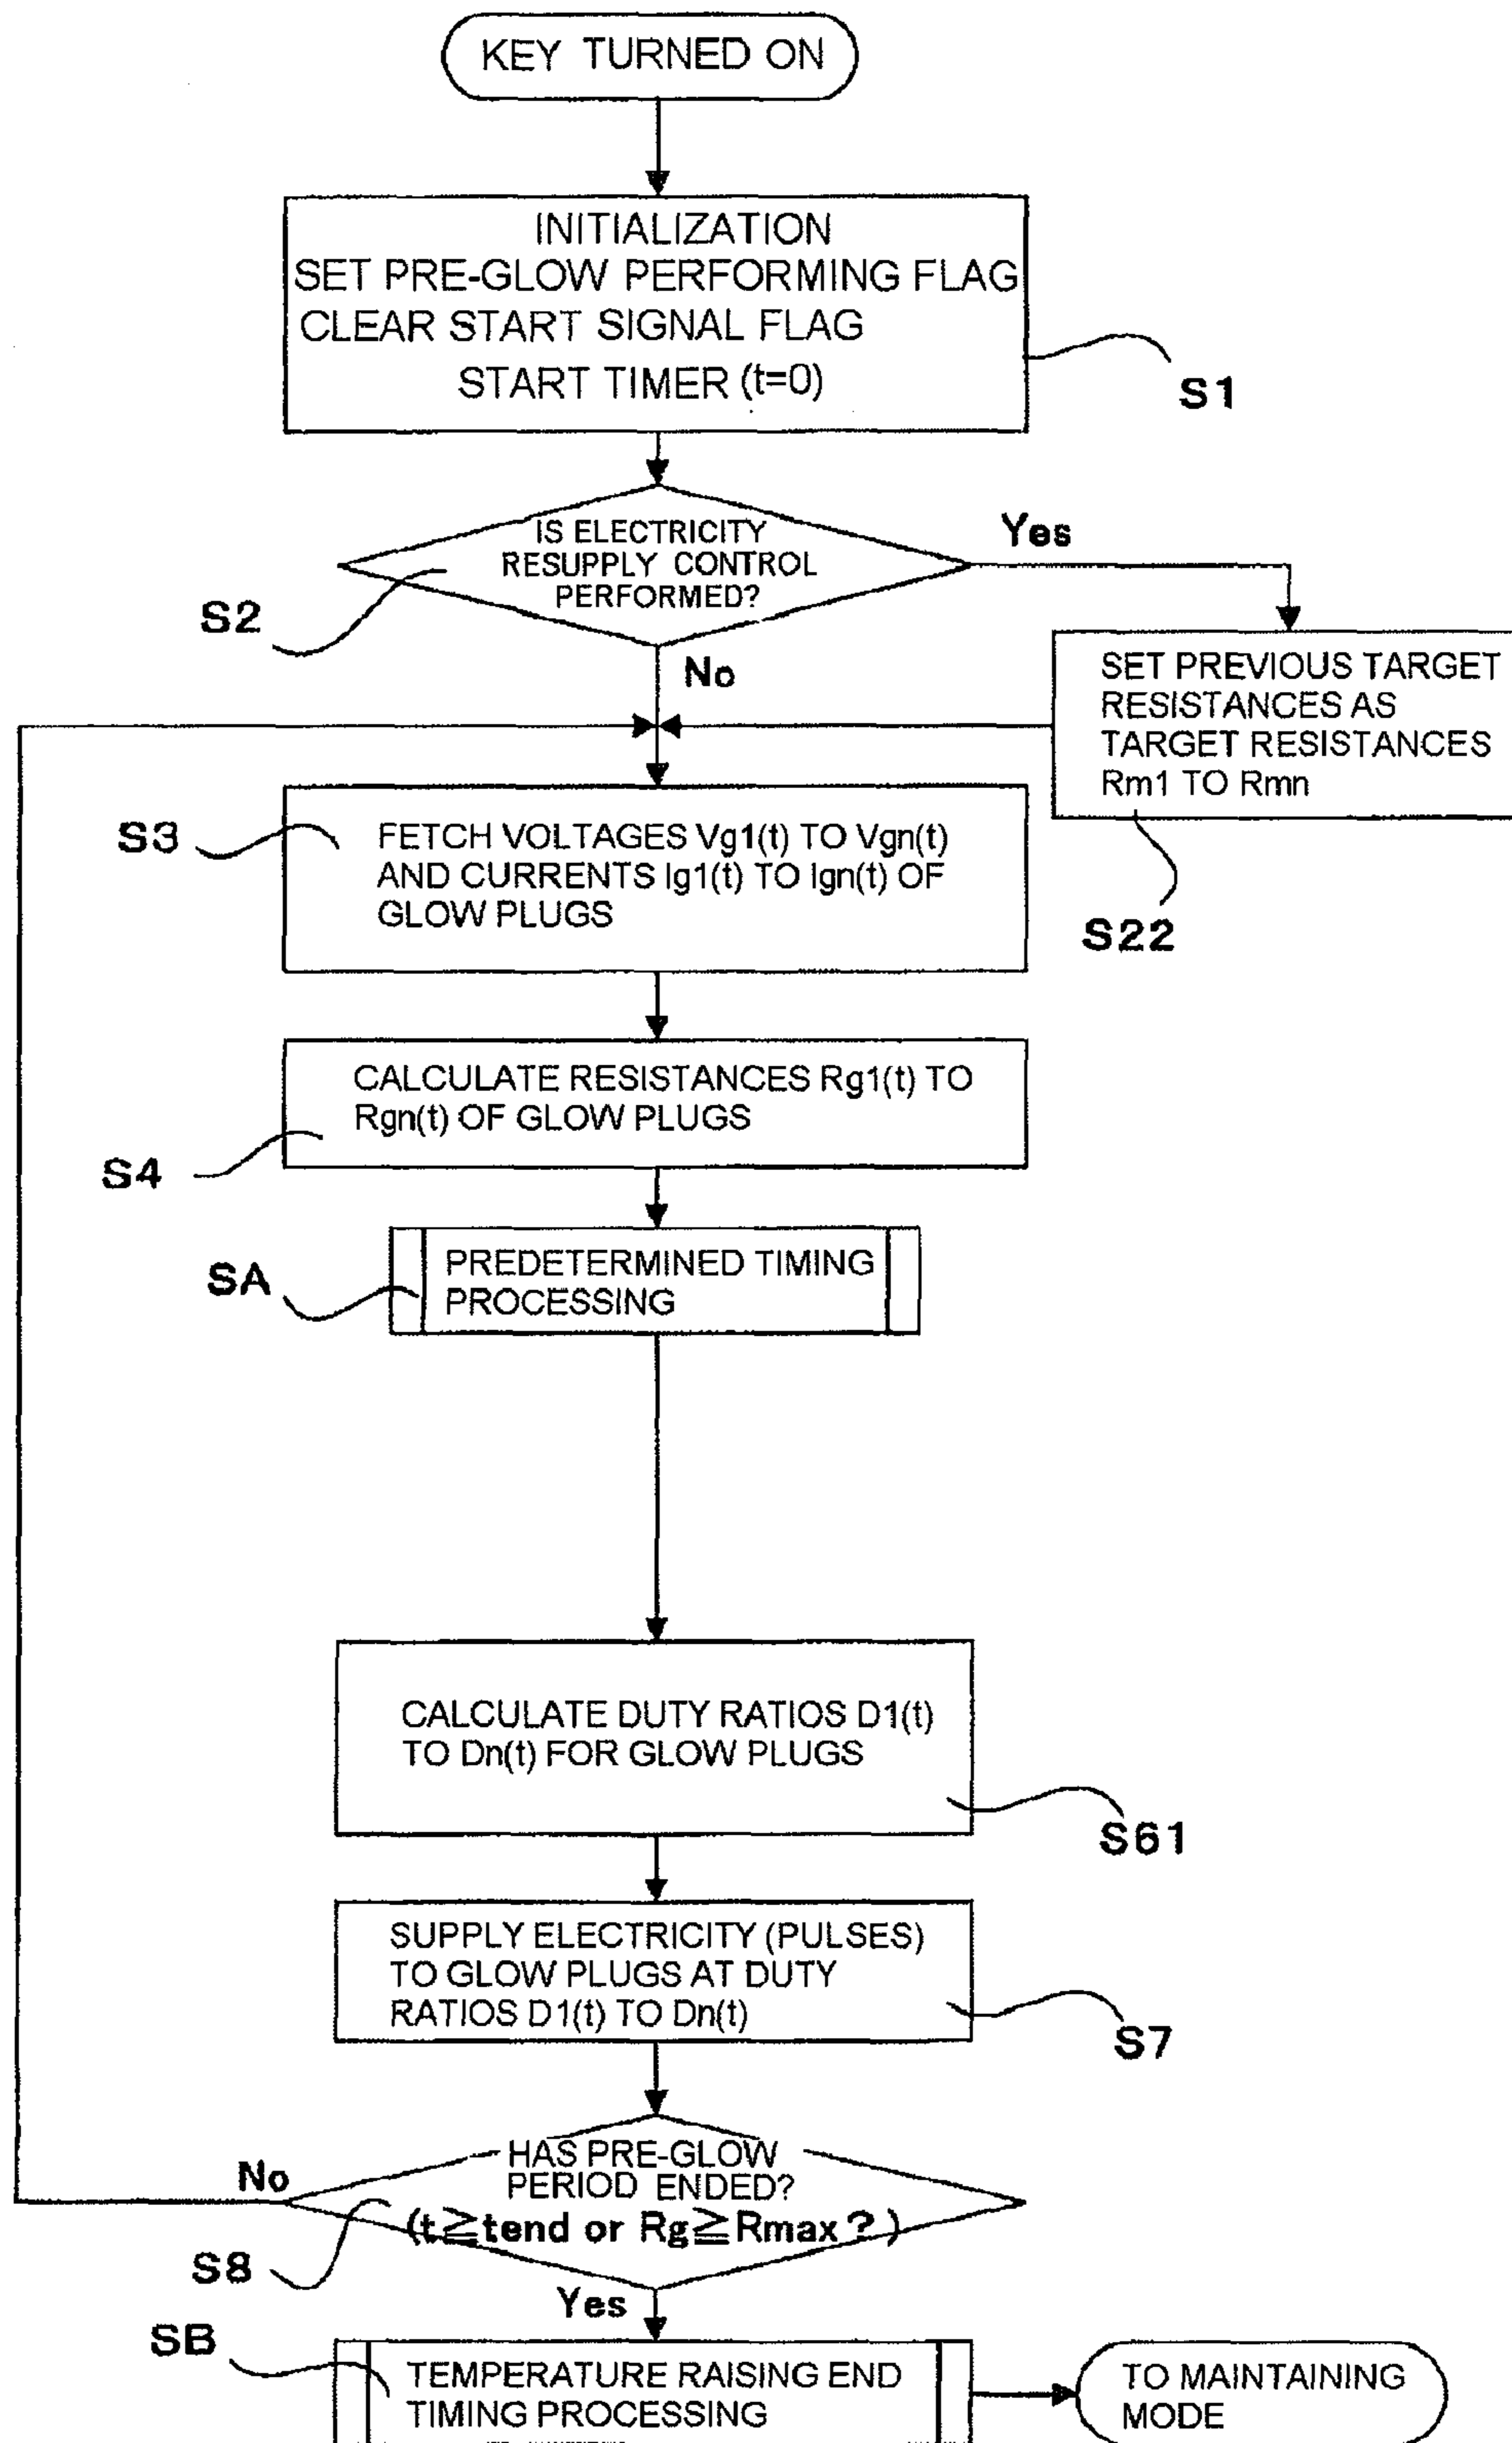 KEY TURNED ON
INITIALIZATION
SET PRE-GLOW PERFORMING FLAG
CLEAR START SIGNAL FLAG
START TIMER (t=0)
S1
IS ELECTRICITY
RESUPPLY CONTROL
PERFORMED?
Yes
S2
No
SET PREVIOUS TARGET
RESISTANCES AS
TARGET RESISTANCES
Rm1 TO Rmn
S22
S3
FETCH VOLTAGES Vg1(t) TO Vgn(t)
AND CURRENTS Ig1(t) TO Ign(t) OF
GLOW PLUGS
CALCULATE RESISTANCES Rg1(t) TO
Rgn(t) OF GLOW PLUGS
S4
SA
PREDETERMINED TIMING
PROCESSING
CALCULATE DUTY RATIOS D1(t)
TO Dn(t) FOR GLOW PLUGS
S61
SUPPLY ELECTRICITY (PULSES)
TO GLOW PLUGS AT DUTY
RATIOS D1(t) TO Dn(t)
S7
HAS PRE-GLOW
PERIOD ENDED?
(t≧tend or Rg≧Rmax?)
No
S8
Yes
SB
TEMPERATURE RAISING END
TIMING PROCESSING
TO MAINTAINING
MODE